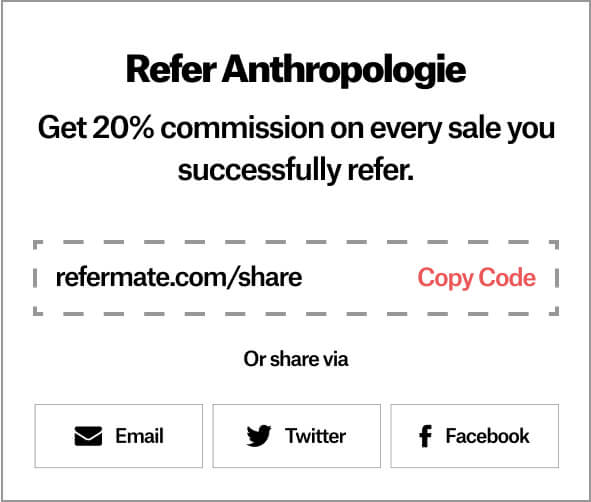 Refer Anthropologie
Get 20% commission on every sale you
successfully refer.
refermate.com/share
Copy Code
Or share via
Email
Twitter
Facebook